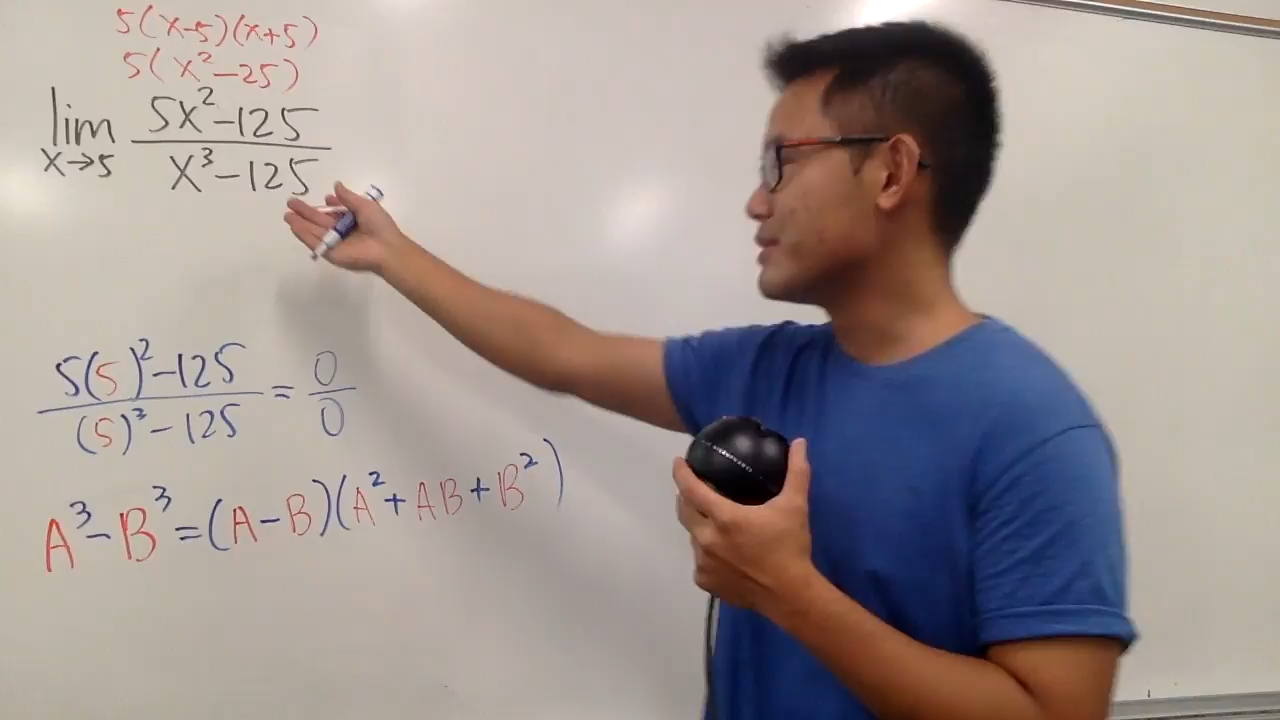 5(x-5)(x+5)
5(x²-25)
lim x→5 (5x²-125)/(x³-125)
(5(5)²-125)/((5)³-125) = 0/0
A³-B³=(A-B)(A²+AB+B²)